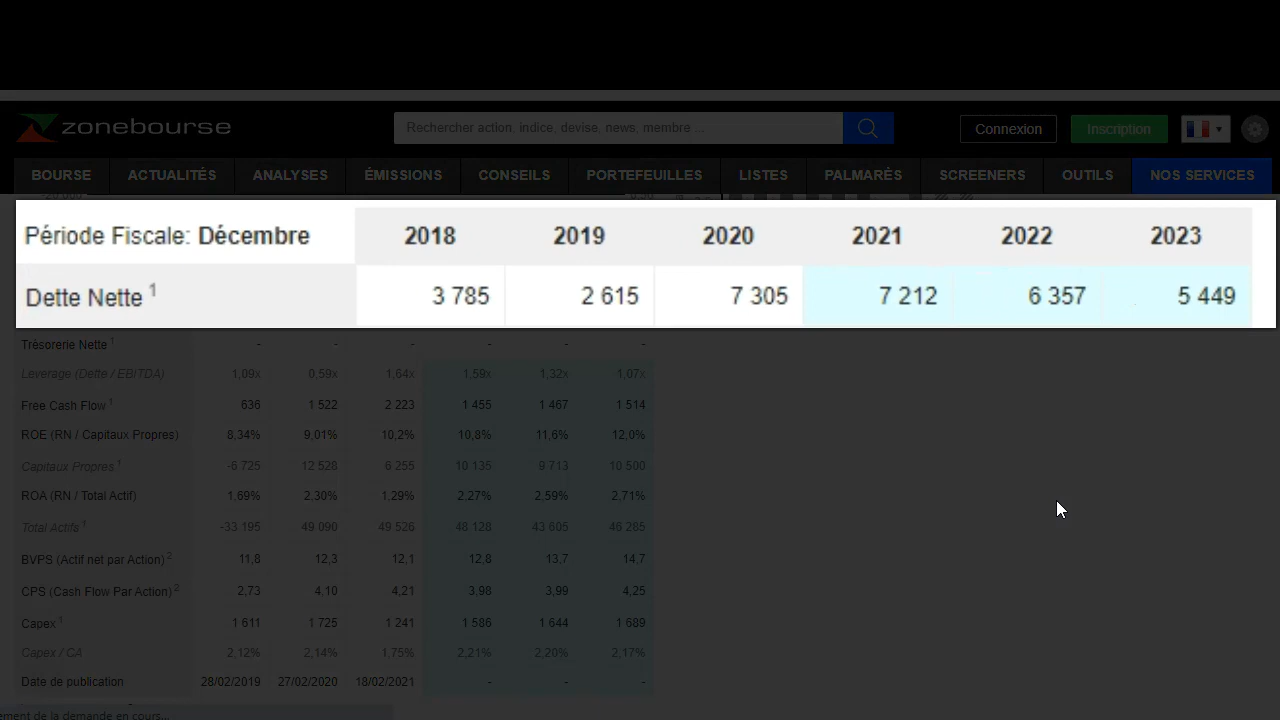 zonebourse
Rechercher action, indice, devise, news, membre ...
Connexion
Inscription
BOURSE ACTUALITÉS ANALYSES ÉMISSIONS CONSEILS PORTEFEUILLES LISTES PALMARÈS SCREENERS OUTILS NOS SERVICES
Période Fiscale: Décembre 2018 2019 2020 2021 2022 2023
Dette Nette 1 3 785 2 615 7 305 7 212 6 357 5 449
Trésorerie Nette 1 - - - - - -
Leverage (Dette / EBITDA) 1,09x 0,59x 1,64x 1,59x 1,32x 1,07x
Free Cash Flow 1 636 1 522 2 223 1 455 1 467 1 514
ROE (RN / Capitaux Propres) 8,34% 9,01% 10,2% 10,8% 11,6% 12,0%
Capitaux Propres 1 -6 725 12 528 6 255 10 135 9 713 10 500
ROA (RN / Total Actif) 1,69% 2,30% 1,29% 2,27% 2,59% 2,71%
Total Actifs 1 -33 195 49 090 49 526 48 128 43 605 46 285
BVPS (Actif net par Action) 2 11,8 12,3 12,1 12,8 13,7 14,7
CPS (Cash Flow Par Action) 2 2,73 4,10 4,21 3,98 3,99 4,25
Capex 1 1 611 1 725 1 241 1 586 1 644 1 689
Capex / CA 2,12% 2,14% 1,75% 2,21% 2,20% 2,17%
Date de publication 28/02/2019 27/02/2020 18/02/2021 - - -
ement de la demande en cours...